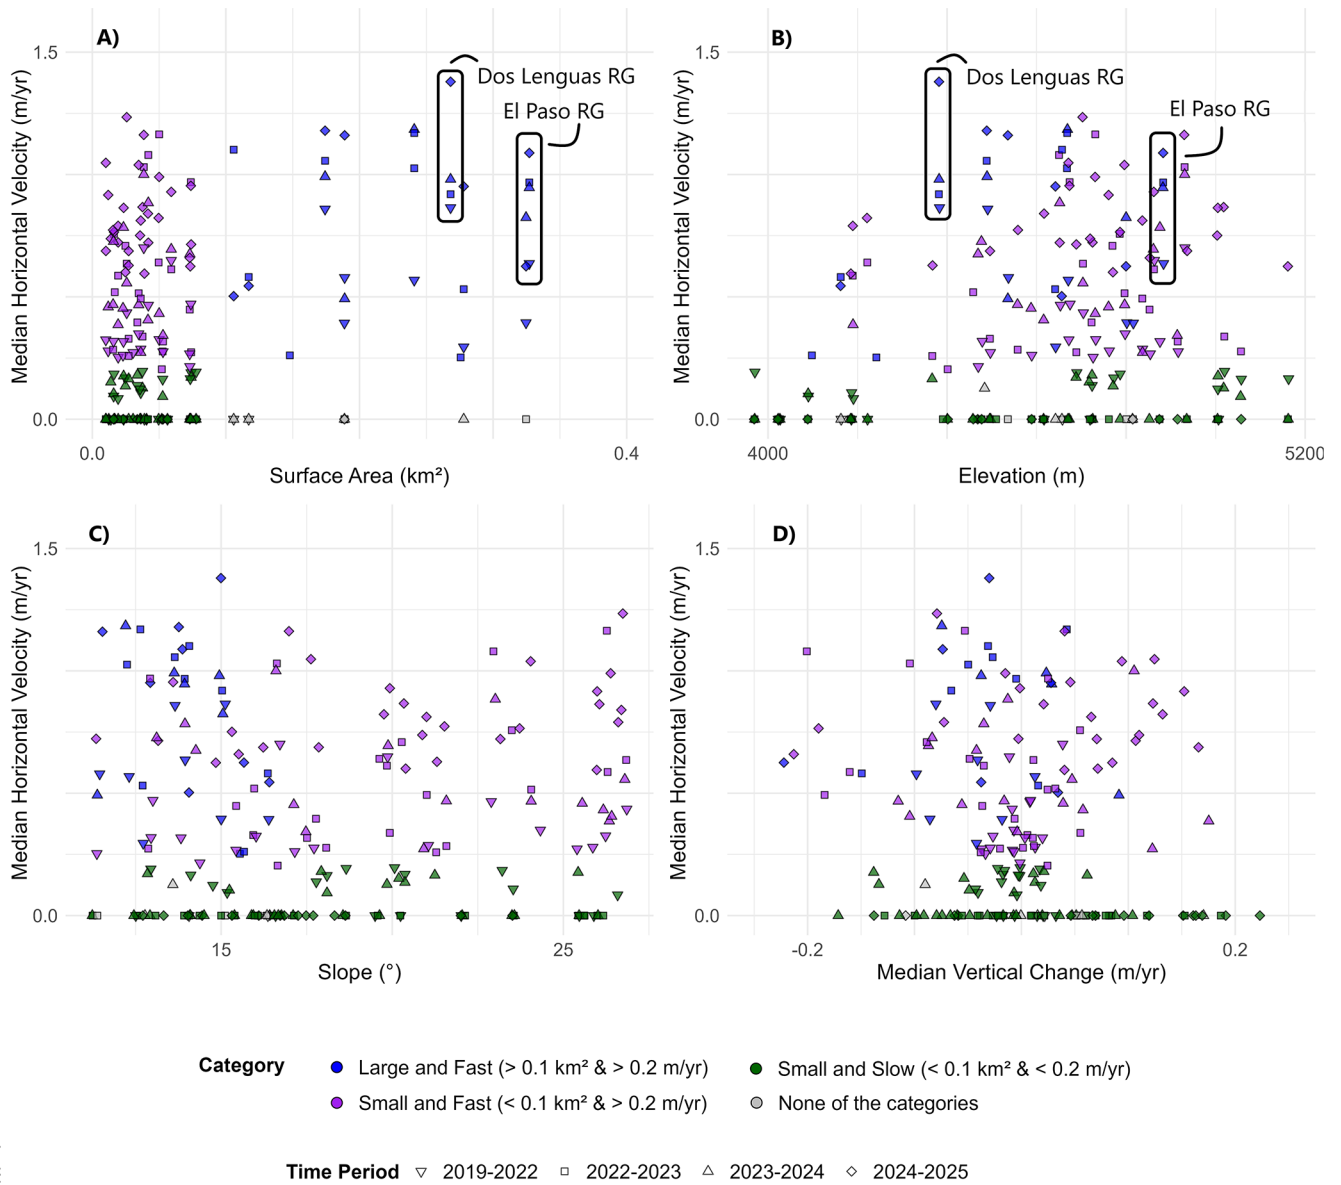 A)
B)
1.5
Dos Lenguas RG
El Paso RG
Median Horizontal Velocity (m/yr)
0.0
0.0
0.4
Surface Area (km²)
1.5
Dos Lenguas RG
El Paso RG
Median Horizontal Velocity (m/yr)
0.0
4000
5200
Elevation (m)
C)
1.5
Median Horizontal Velocity (m/yr)
0.0
15
25
Slope (°)
D)
1.5
Median Horizontal Velocity (m/yr)
0.0
-0.2
0.2
Median Vertical Change (m/yr)
Category
Large and Fast (> 0.1 km² & > 0.2 m/yr)
Small and Slow (< 0.1 km² & < 0.2 m/yr)
Small and Fast (< 0.1 km² & > 0.2 m/yr)
None of the categories
Time Period 2019-2022 2022-2023 2023-2024 2024-2025